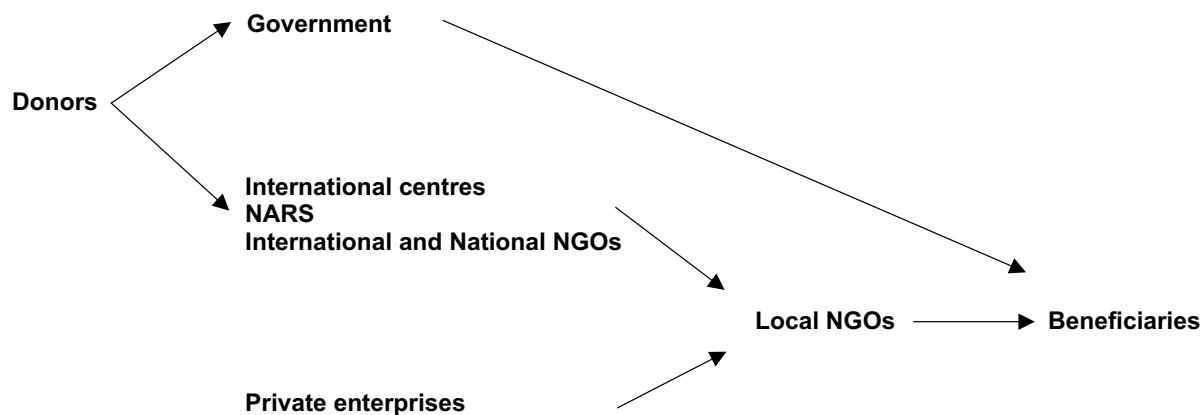 Government
Donors
International centres
NARS
International and National NGOs
Local NGOs
Beneficiaries
Private enterprises